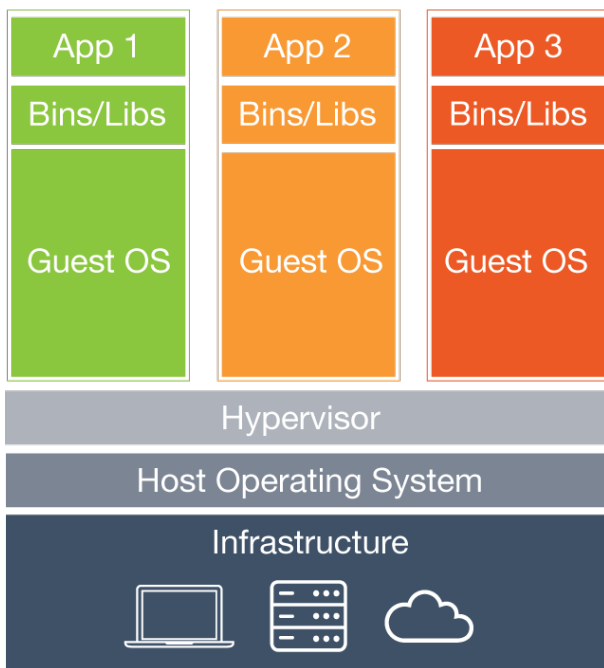 App 1
App 2
App 3
Bins/Libs
Bins/Libs
Bins/Libs
Guest OS
Guest OS
Guest OS
Hypervisor
Host Operating System
Infrastructure